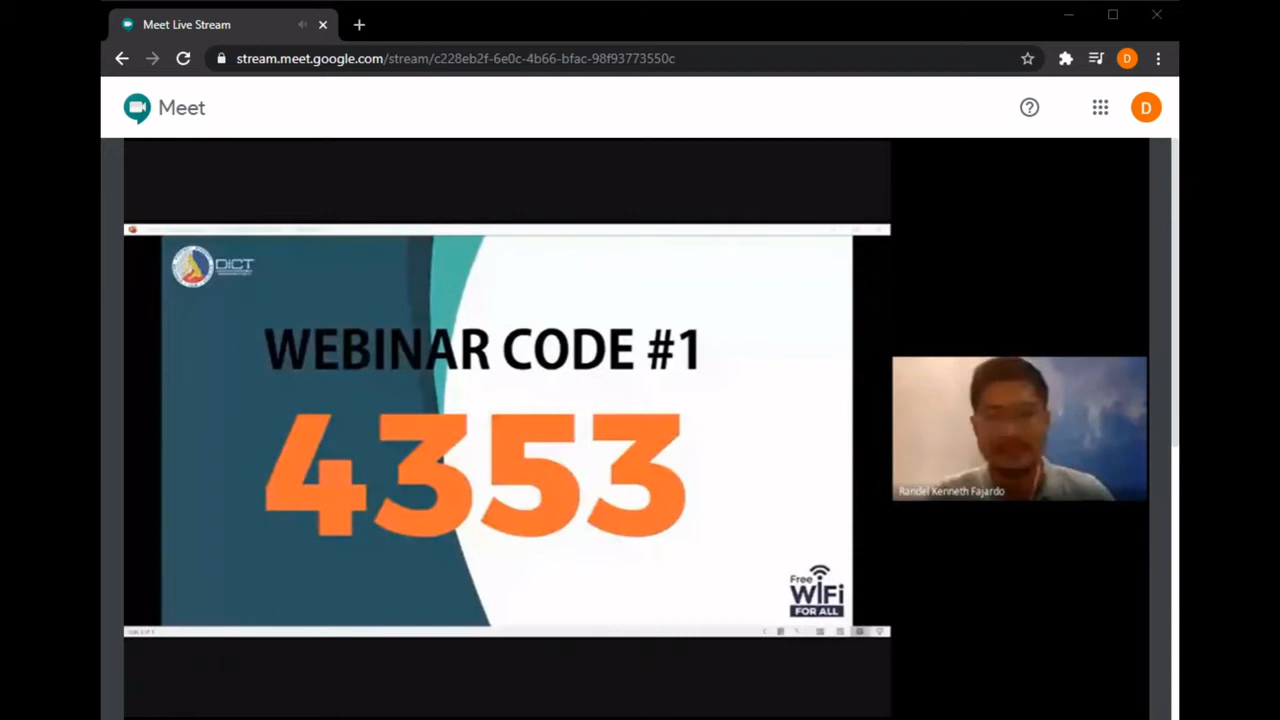 Meet Live Stream
stream.meet.google.com/stream/c228eb2f-6e0c-4b66-bfac-98f93773550c
D
Meet
D
DICT
WEBINAR CODE #1
4353
Randel Kenneth Fajardo
Free
WiFi
FOR ALL